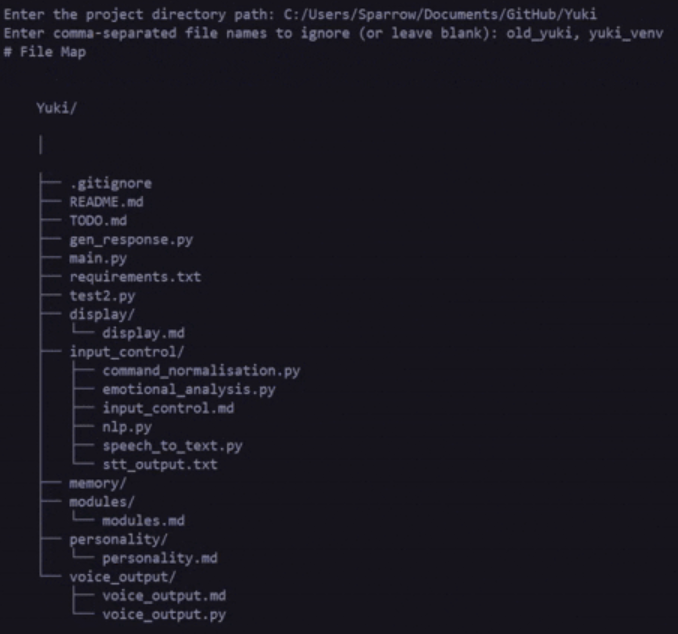 Enter the project directory path: C:/Users/Sparrow/Documents/GitHub/Yuki
Enter comma-separated file names to ignore (or leave blank): old_yuki, yuki_venv
# File Map
Yuki/
│
├── .gitignore
├── README.md
├── TODO.md
├── gen_response.py
├── main.py
├── requirements.txt
├── test2.py
├── display/
│   └── display.md
├── input_control/
│   ├── command_normalisation.py
│   ├── emotional_analysis.py
│   ├── input_control.md
│   ├── nlp.py
│   ├── speech_to_text.py
│   └── stt_output.txt
├── memory/
├── modules/
│   └── modules.md
├── personality/
│   └── personality.md
└── voice_output/
    ├── voice_output.md
    └── voice_output.py